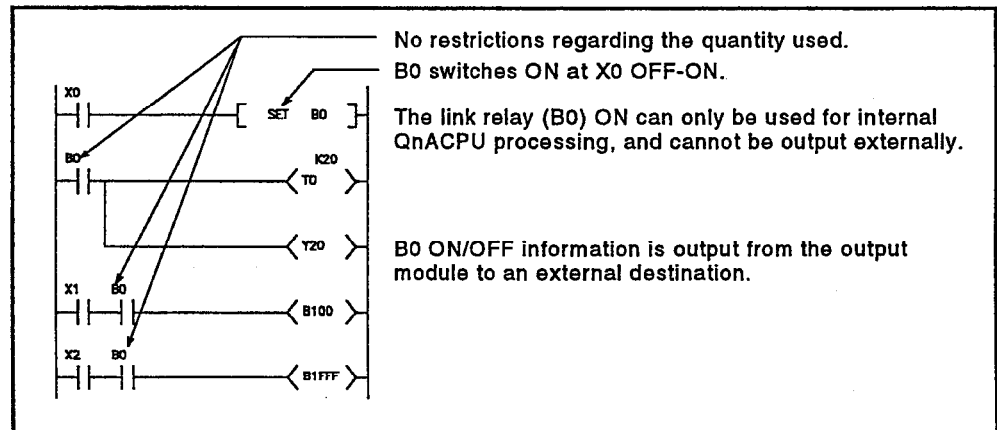 No restrictions regarding the quantity used.
B0 switches ON at X0 OFF-ON.
X0
SET B0
The link relay (B0) ON can only be used for internal
QnACPU processing, and cannot be output externally.
B0
K20
T0
Y20
B0 ON/OFF information is output from the output
module to an external destination.
X1 B0
B100
X2 B0
B1FFF